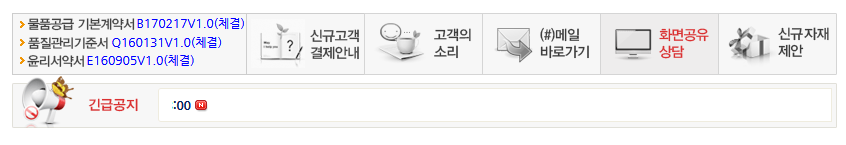 물품공급 기본계약서 B170217V1.0(체결)
품질관리기준서 Q160131V1.0(체결)
윤리서약서 E160905V1.0(체결)
신규고객
결제안내
고객의
소리
(#)메일
바로가기
화면공유
상담
신규자재
제안
긴급공지
:00 N